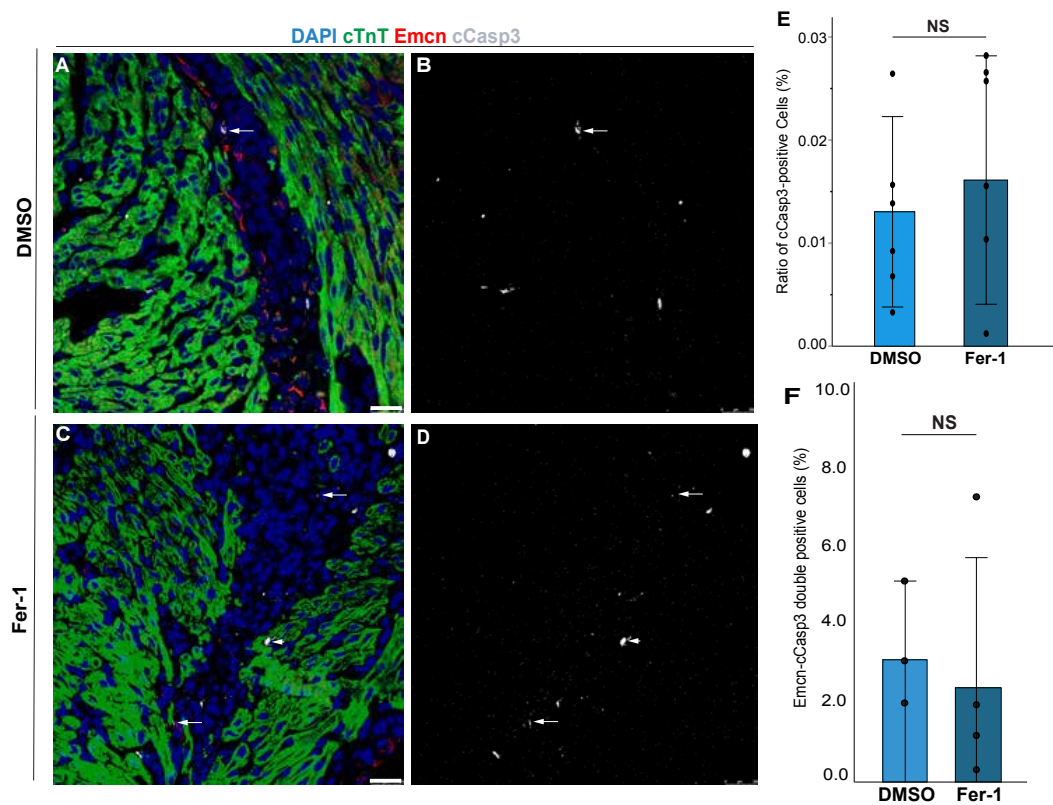 DAPI cTnT Emcn cCasp3
A
B
DMSO
C
D
Fer-1
E
NS
Ratio of cCasp3-positive Cells (%)
0.03
0.02
0.01
0.00
DMSO
Fer-1
F
NS
Emcn-cCasp3 double positive cells (%)
10.0
8.0
6.0
4.0
2.0
0.0
DMSO
Fer-1